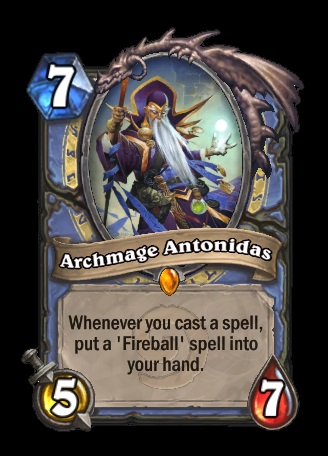 7
Archmage Antonidas
Whenever you cast a spell,
put a 'Fireball' spell into
your hand.
5
7